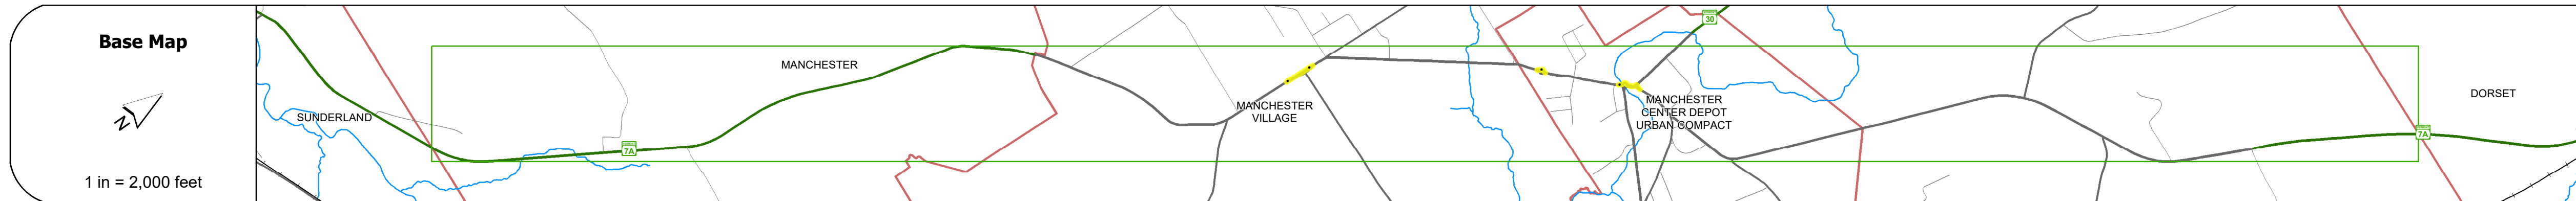 Base Map
N
1 in = 2,000 feet
SUNDERLAND
MANCHESTER
7A
MANCHESTER
VILLAGE
30
MANCHESTER
CENTER DEPOT
URBAN COMPACT
7A
DORSET